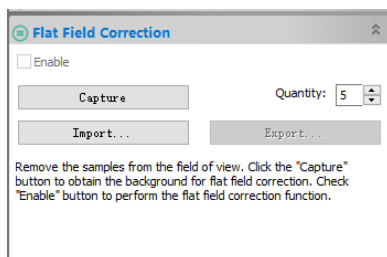 Flat Field Correction
Enable
Capture
Quantity: 5
Import...
Export...
Remove the samples from the field of view. Click the "Capture"
button to obtain the background for flat field correction. Check
"Enable" button to perform the flat field correction function.